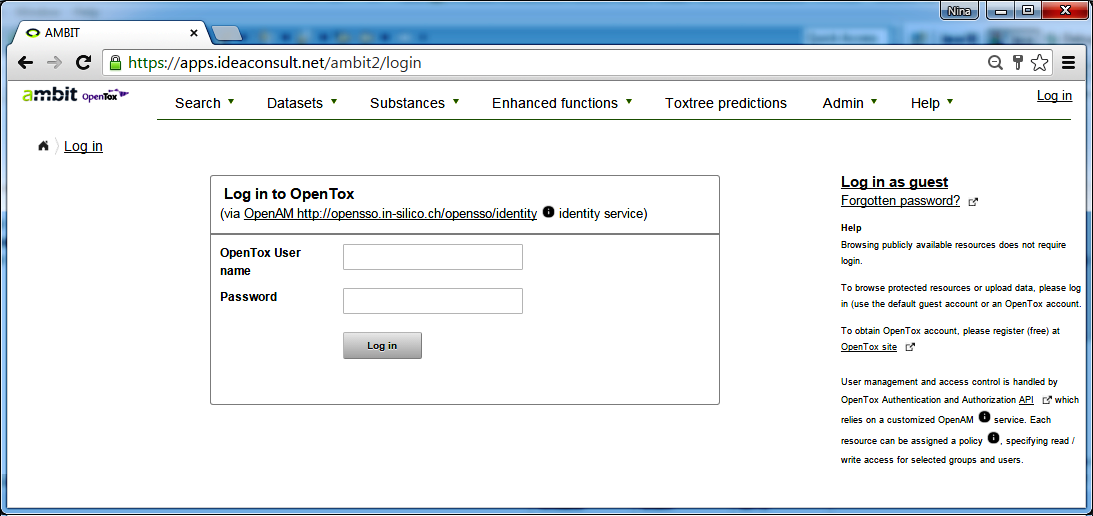 Nina
AMBIT
https://apps.ideaconsult.net/ambit2/login
ambit OpenTox
Search Datasets Substances Enhanced functions Toxtree predictions Admin Help
Log in
Log in
Log in to OpenTox
(via OpenAM http://opensso.in-silico.ch/opensso/identity identity service)
OpenTox User
name
Password
Log in
Log in as guest
Forgotten password?
Help
Browsing publicly available resources does not require
login.
To browse protected resources or upload data, please log
in (use the default guest account or an OpenTox account.
To obtain OpenTox account, please register (free) at
OpenTox site
User management and access control is handled by
OpenTox Authentication and Authorization API which
relies on a customized OpenAM service. Each
resource can be assigned a policy , specifying read /
write access for selected groups and users.